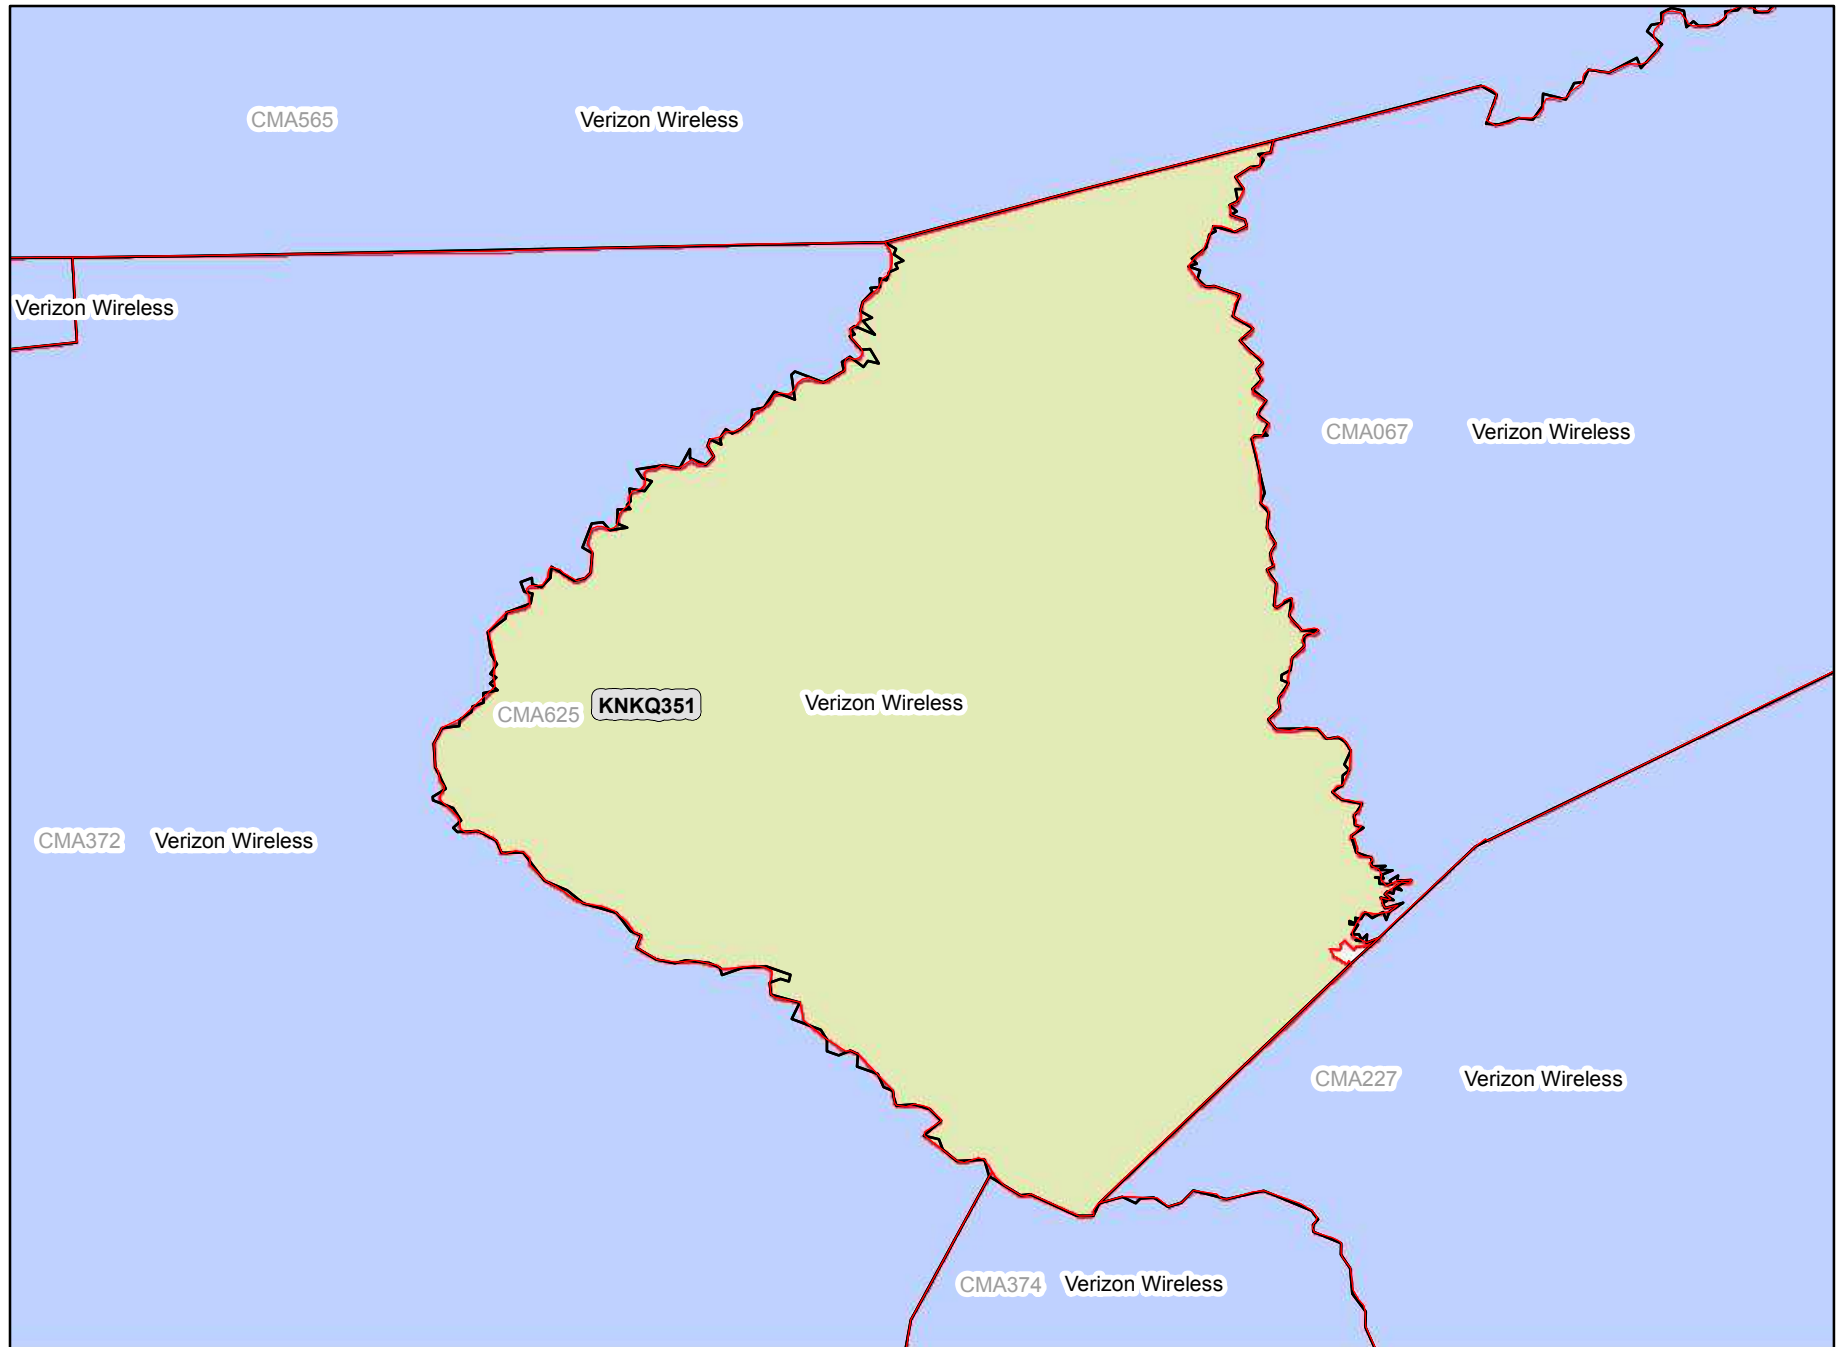 CMA565 Verizon Wireless
Verizon Wireless
CMA067 Verizon Wireless
CMA625 KNKQ351 Verizon Wireless
CMA372 Verizon Wireless
CMA227 Verizon Wireless
CMA374 Verizon Wireless